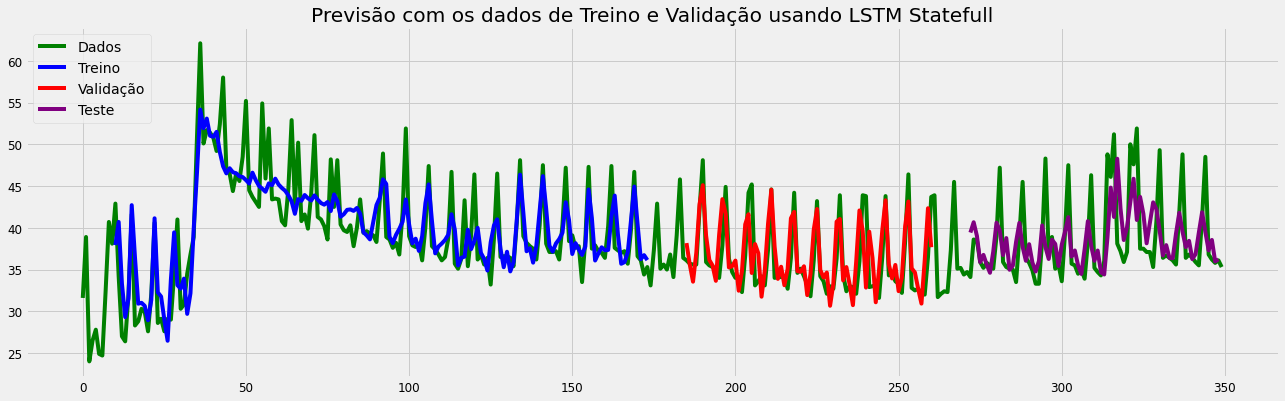 Previsão com os dados de Treino e Validação usando LSTM Statefull
Dados
Treino
Validação
Teste
60
55
50
45
40
35
30
25
0 50 100 150 200 250 300 350